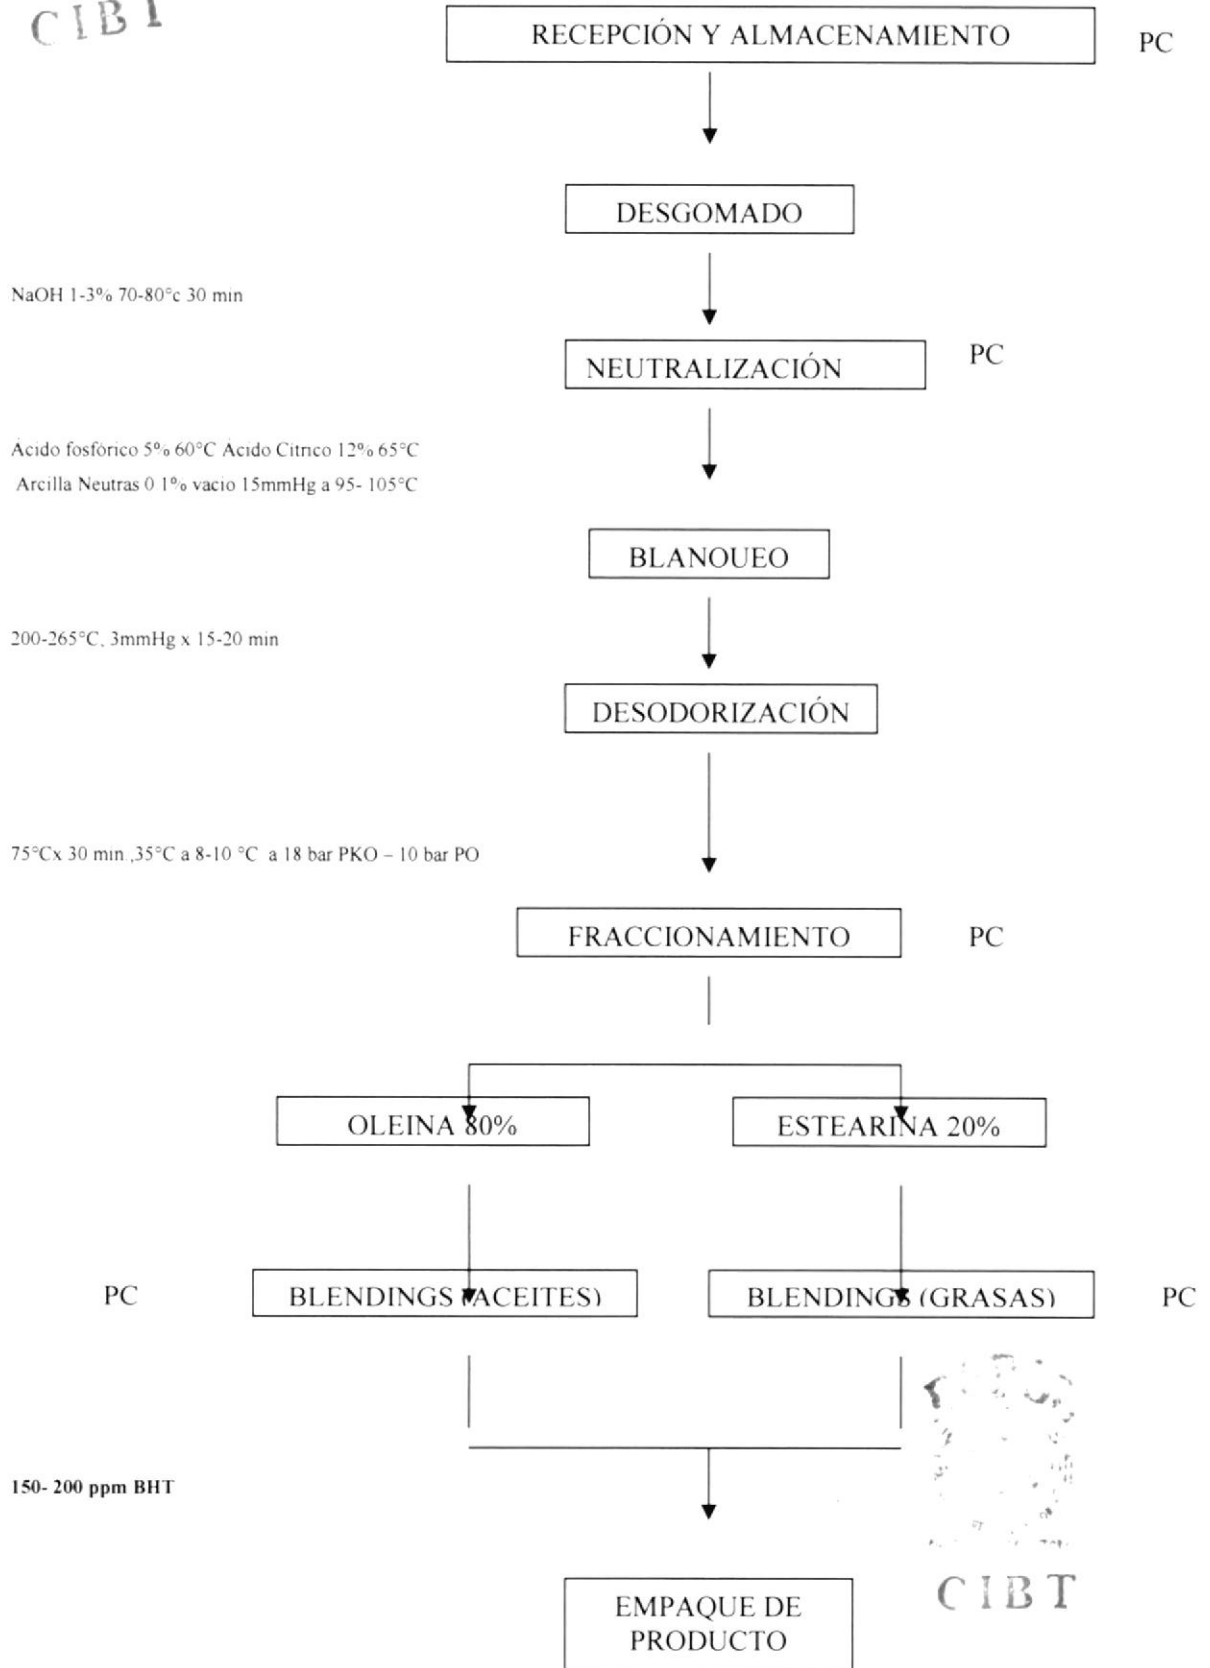 CIBT
RECEPCIÓN Y ALMACENAMIENTO
PC
DESGOMADO
NaOH 1-3% 70-80°c 30 min
NEUTRALIZACIÓN
PC
Ácido fosfórico 5% 60°C Ácido Citrico 12% 65°C
Arcilla Neutras 0 1% vacio 15mmHg a 95- 105°C
BLANQUEO
200-265°C, 3mmHg x 15-20 min
DESODORIZACIÓN
75°Cx 30 min ,35°C a 8-10 °C a 18 bar PKO – 10 bar PO
FRACCIONAMIENTO
PC
OLEINA 80%
ESTEARINA 20%
PC
BLENDINGS (ACEITES)
BLENDINGS (GRASAS)
PC
150- 200 ppm BHT
CIBT
EMPAQUE DE
PRODUCTO